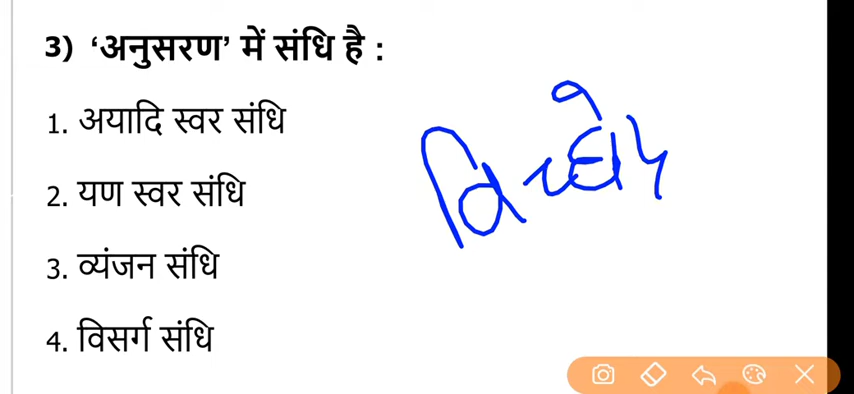 3) ‘अनुसरण’ में संधि है :
1. अयादि स्वर संधि
2. यण स्वर संधि
3. व्यंजन संधि
4. विसर्ग संधि